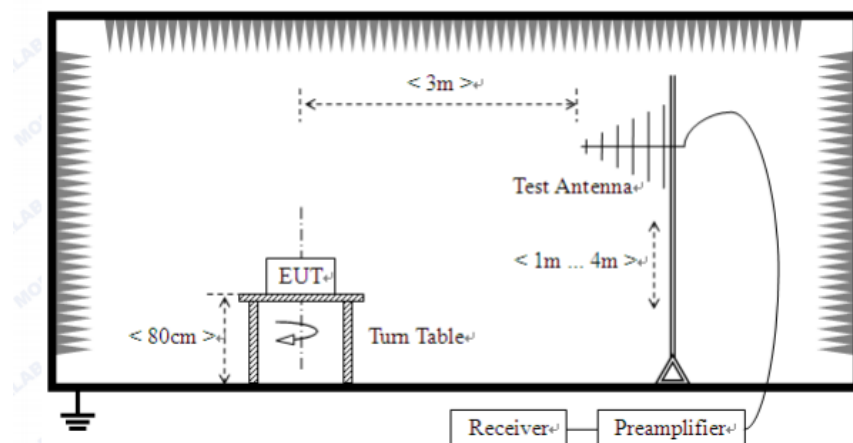 < 3m >
Test Antenna
< 1m ... 4m >
EUT
< 80cm >
Turn Table
Receiver
Preamplifier